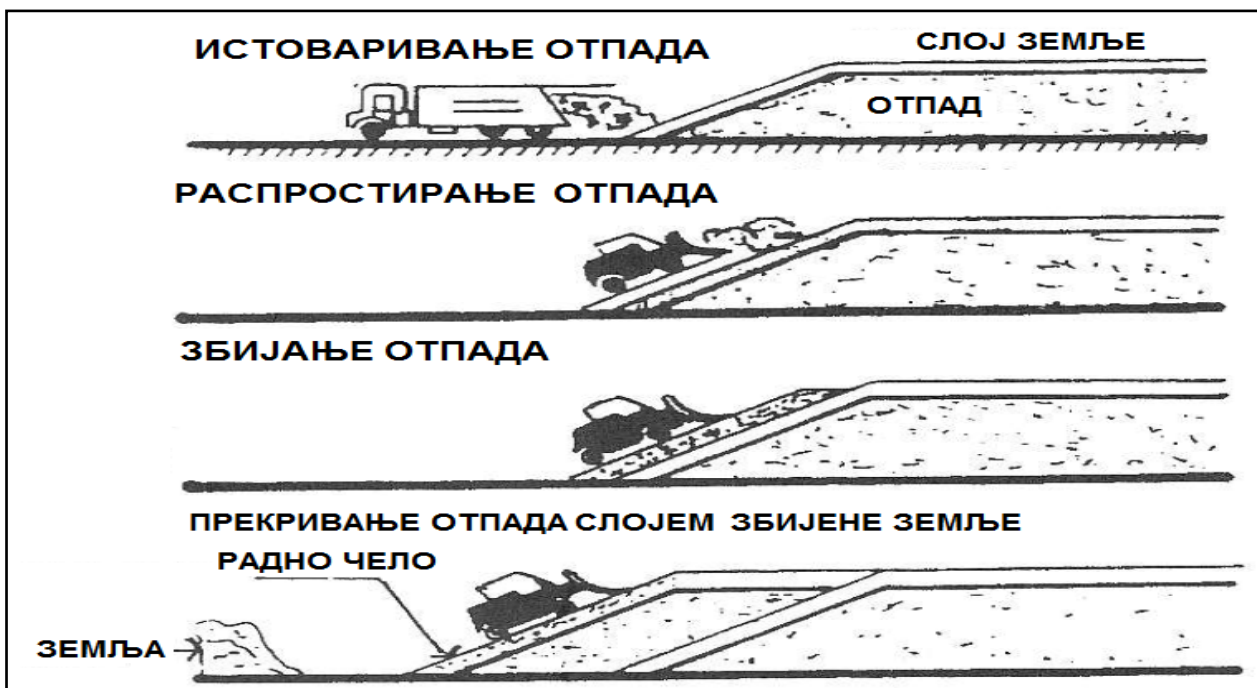 ИСТОВАРИВАЊЕ ОТПАДА
СЛОЈ ЗЕМЉЕ
ОТПАД
РАСПРОСТИРАЊЕ ОТПАДА
ЗБИЈАЊЕ ОТПАДА
ПРЕКРИВАЊЕ ОТПАДА СЛОЈЕМ ЗБИЈЕНЕ ЗЕМЉЕ
РАДНО ЧЕЛО
ЗЕМЉА